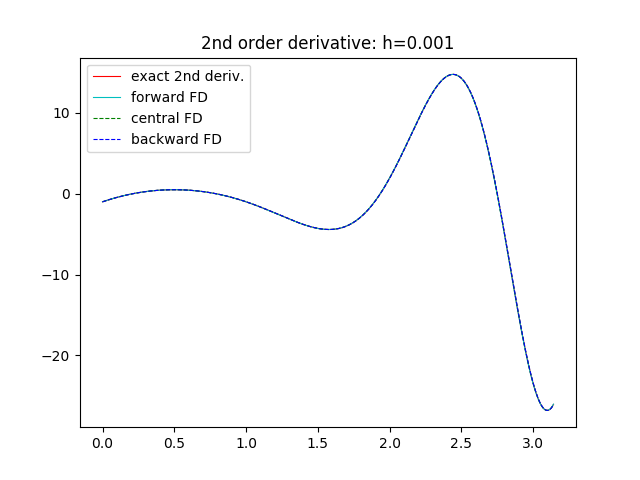 2nd order derivative: h=0.001
exact 2nd deriv.
forward FD
central FD
backward FD
10
0
−10
−20
0.0 0.5 1.0 1.5 2.0 2.5 3.0